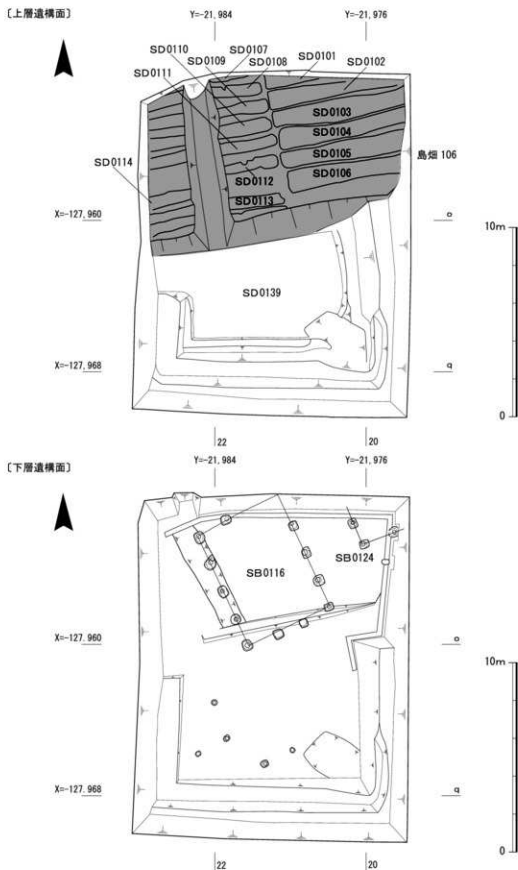 〔上層遺構面〕
Y=-21,984
Y=-21,976
SD0110
SD0107
SD0109
SD0108
SD0101
SD0111
SD0102
SD0103
SD0104
SD0105
島畑 106
SD0106
SD0114
SD0112
SD0113
X=-127,960
o
10m
SD0139
X=-127,968
q
0
22
20
〔下層遺構面〕
Y=-21,984
Y=-21,976
SB0124
SB0116
X=-127,960
o
10m
X=-127,968
q
0
22
20